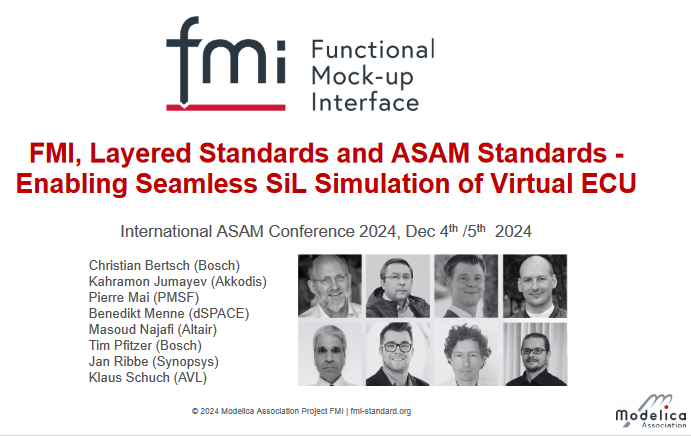 fmi Functional
Mock-up
Interface
FMI, Layered Standards and ASAM Standards -
Enabling Seamless SiL Simulation of Virtual ECU
International ASAM Conference 2024, Dec 4th /5th 2024
Christian Bertsch (Bosch)
Kahramon Jumayev (Akkodis)
Pierre Mai (PMSF)
Benedikt Menne (dSPACE)
Masoud Najafi (Altair)
Tim Pfitzer (Bosch)
Jan Ribbe (Synopsys)
Klaus Schuch (AVL)
© 2024 Modelica Association Project FMI | fmi-standard.org
Modelica
Association